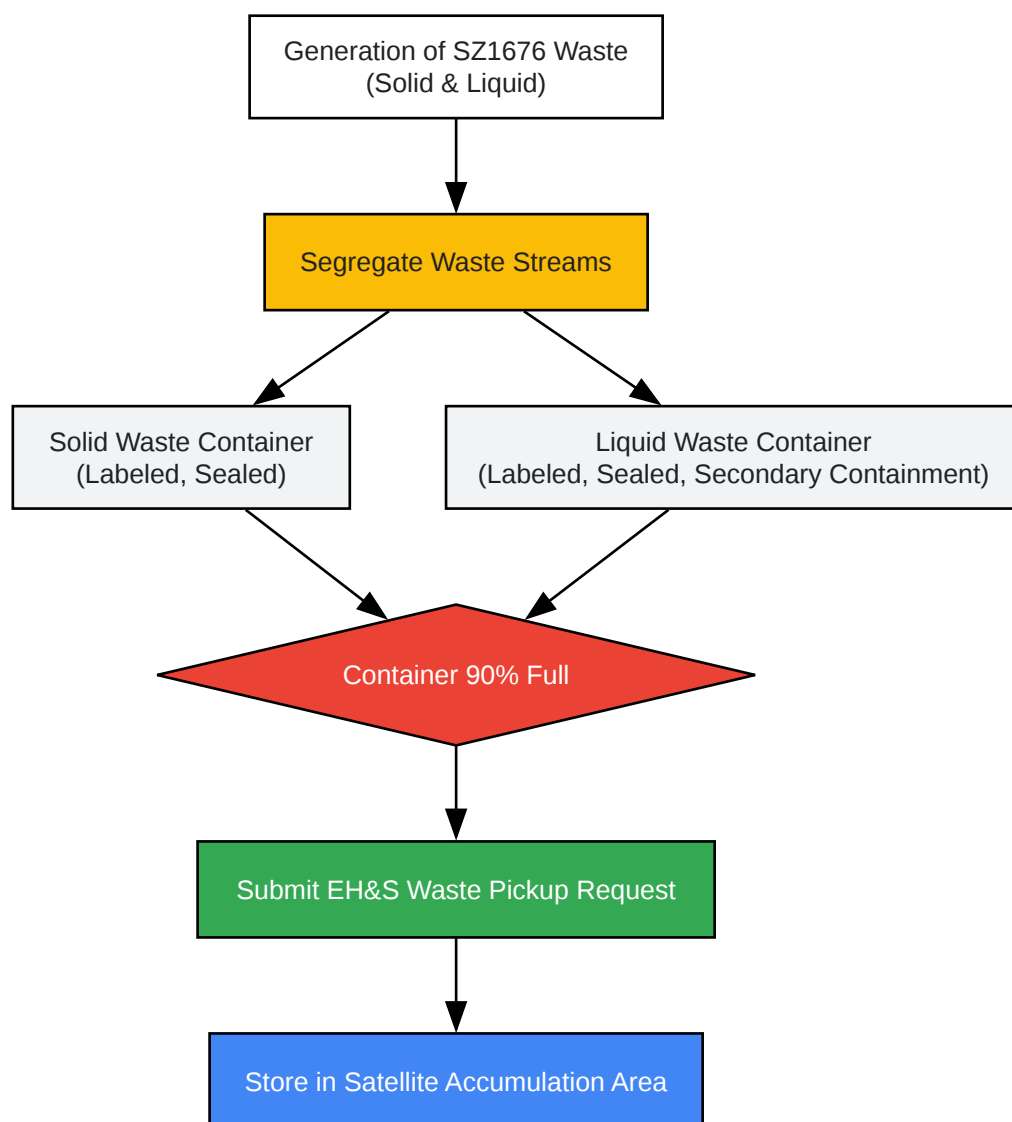 Generation of SZ1676 Waste
(Solid & Liquid)
Segregate Waste Streams
Solid Waste Container
(Labeled, Sealed)
Liquid Waste Container
(Labeled, Sealed, Secondary Containment)
Container 90% Full
Submit EH&S Waste Pickup Request
Store in Satellite Accumulation Area